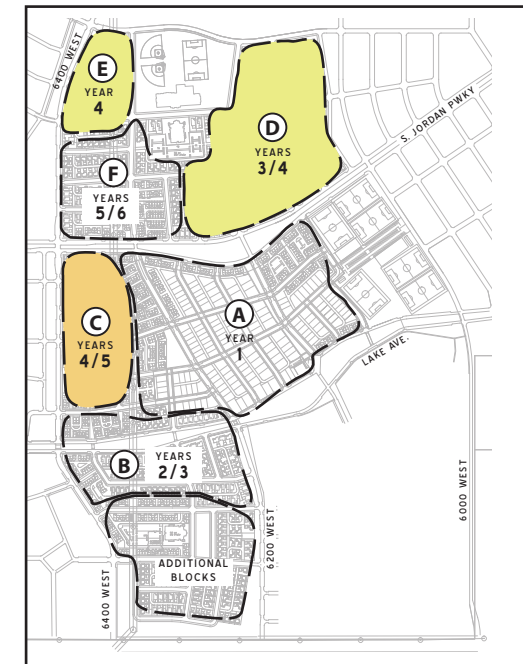 6400 WEST
E
YEAR
4
D
YEARS
3/4
S. JORDAN PWKY
F
YEARS
5/6
C
YEARS
4/5
A
YEAR
1
LAKE AVE.
B
YEARS
2/3
6000 WEST
6200 WEST
ADDITIONAL
BLOCKS
6400 WEST